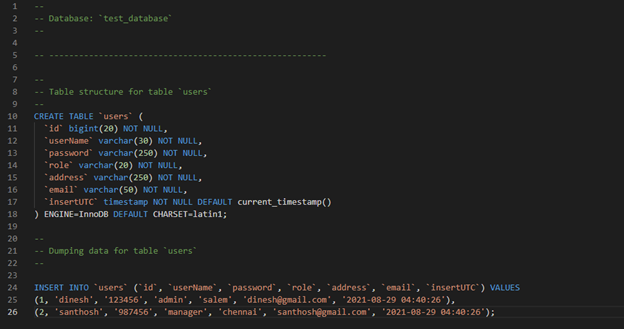 1 --
2 -- Database: `test_database`
3 --
4
5 -- --------------------------------------------------------
6
7 --
8 -- Table structure for table `users`
9 --
10 CREATE TABLE `users` (
11 `id` bigint(20) NOT NULL,
12 `userName` varchar(30) NOT NULL,
13 `password` varchar(250) NOT NULL,
14 `role` varchar(20) NOT NULL,
15 `address` varchar(250) NOT NULL,
16 `email` varchar(50) NOT NULL,
17 `insertUTC` timestamp NOT NULL DEFAULT current_timestamp()
18 ) ENGINE=InnoDB DEFAULT CHARSET=latin1;
19
20 --
21 -- Dumping data for table `users`
22 --
23
24 INSERT INTO `users` (`id`, `userName`, `password`, `role`, `address`, `email`, `insertUTC`) VALUES
25 (1, 'dinesh', '123456', 'admin', 'salem', 'dinesh@gmail.com', '2021-08-29 04:40:26'),
26 (2, 'santhosh', '987456', 'manager', 'chennai', 'santhosh@gmail.com', '2021-08-29 04:40:26');